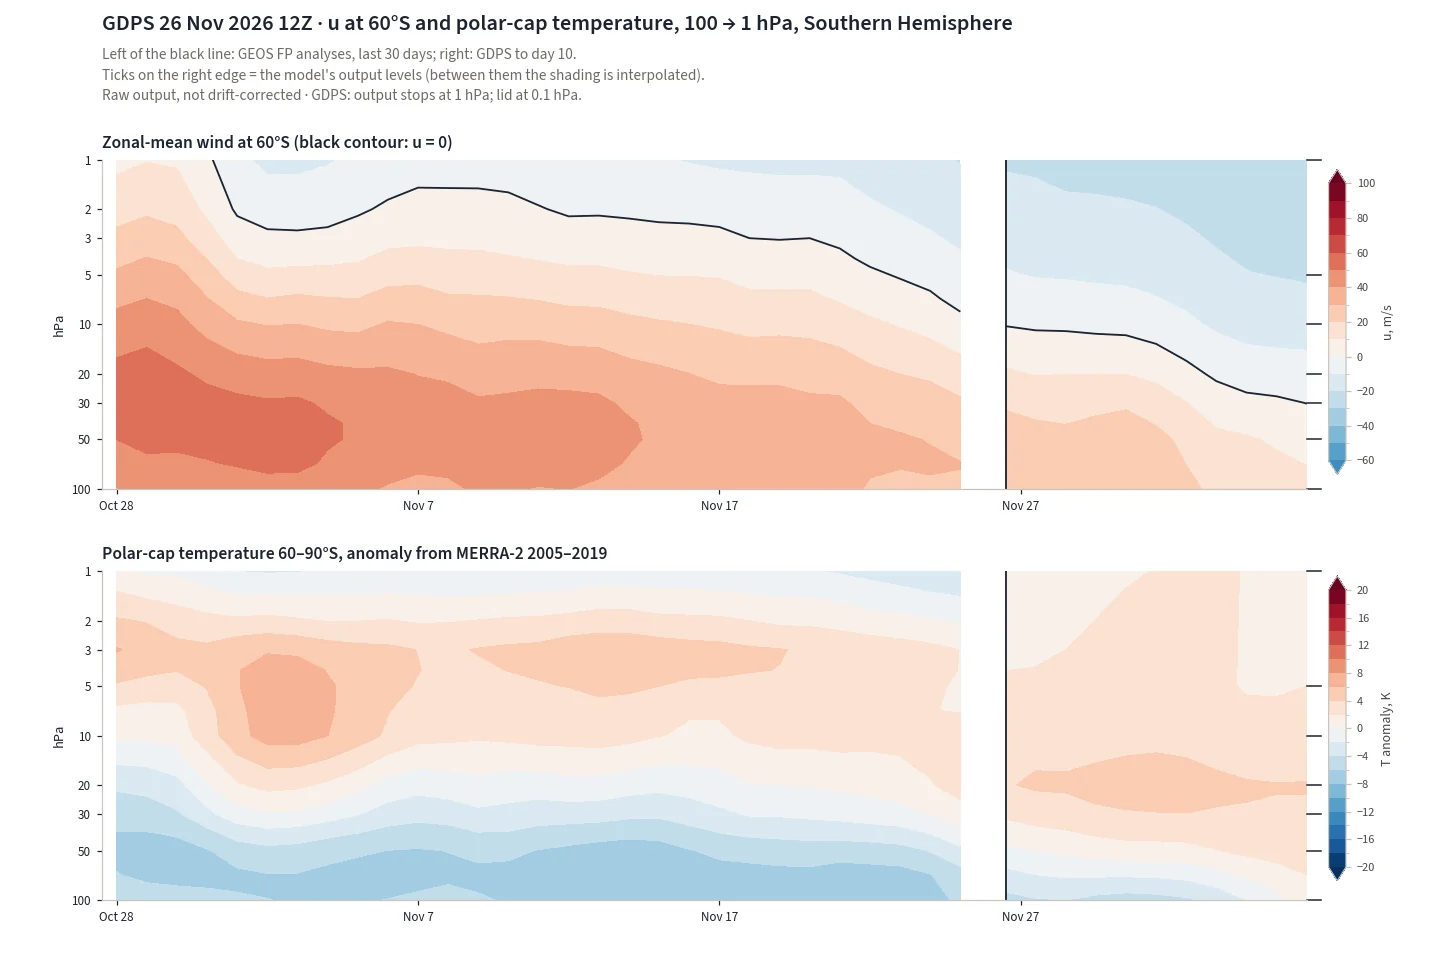 GDPS 26 Nov 2026 12Z · u at 60°S and polar-cap temperature, 100 → 1 hPa, Southern Hemisphere
Left of the black line: GEOS FP analyses, last 30 days; right: GDPS to day 10.
Ticks on the right edge = the model's output levels (between them the shading is interpolated).
Raw output, not drift-corrected · GDPS: output stops at 1 hPa; lid at 0.1 hPa.
Zonal-mean wind at 60°S (black contour: u = 0)
1
2
3
5
10
20
30
50
100
hPa
Oct 28
Nov 7
Nov 17
Nov 27
100
80
60
40
20
0
−20
−40
−60
u, m/s
Polar-cap temperature 60–90°S, anomaly from MERRA-2 2005–2019
1
2
3
5
10
20
30
50
100
hPa
Oct 28
Nov 7
Nov 17
Nov 27
20
16
12
8
4
0
−4
−8
−12
−16
−20
T anomaly, K